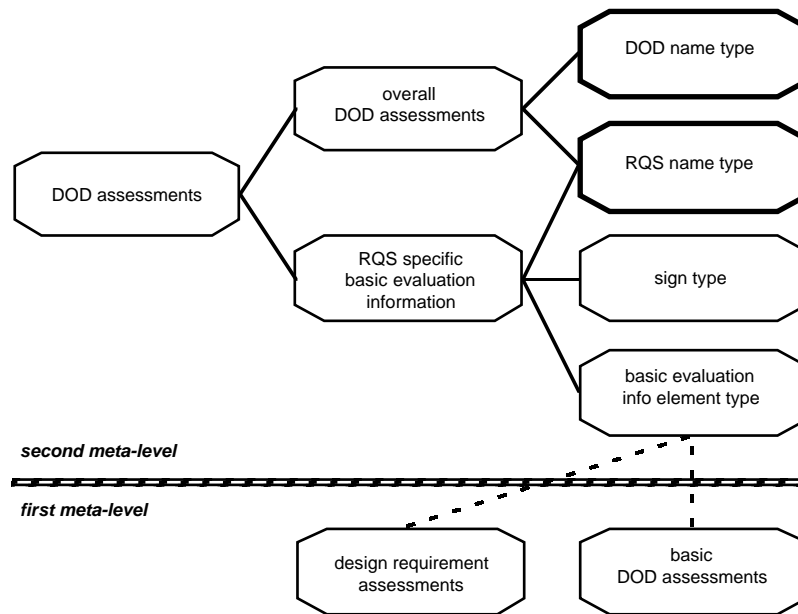 DOD name type
overall
DOD assessments
RQS name type
DOD assessments
RQS specific
basic evaluation
information
sign type
basic evaluation
info element type
second meta-level
first meta-level
design requirement
assessments
basic
DOD assessments